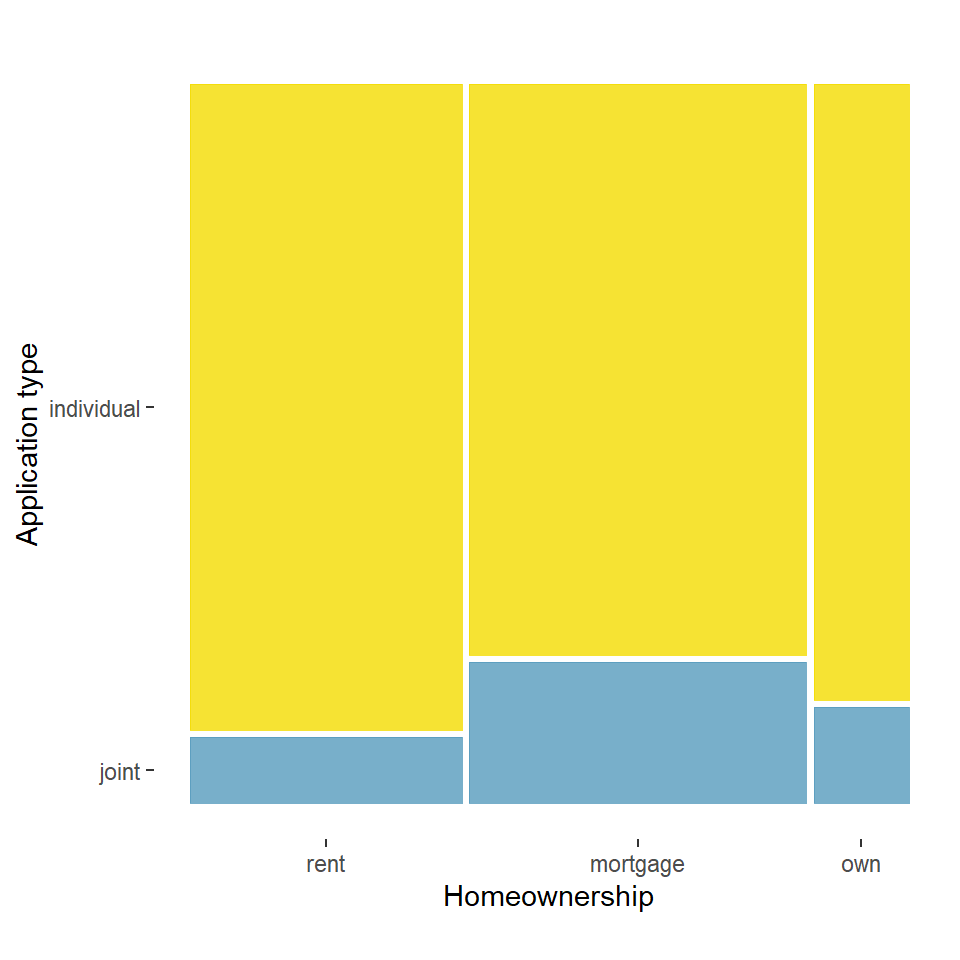 Application type
individual
joint
rent
mortgage
own
Homeownership